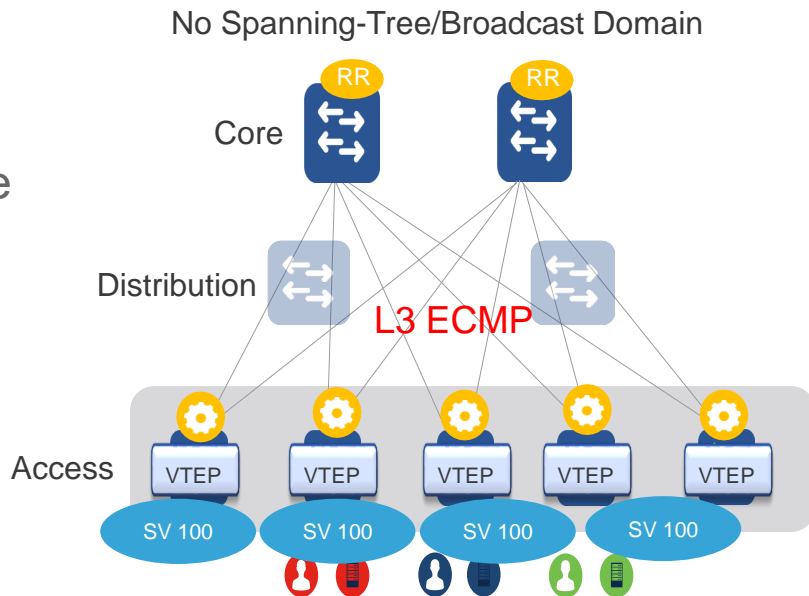 No Spanning-Tree/Broadcast Domain
RR
RR
Core
e
Distribution
L3 ECMP
Access
VTEP
VTEP
VTEP
VTEP
VTEP
SV 100
SV 100
SV 100
SV 100